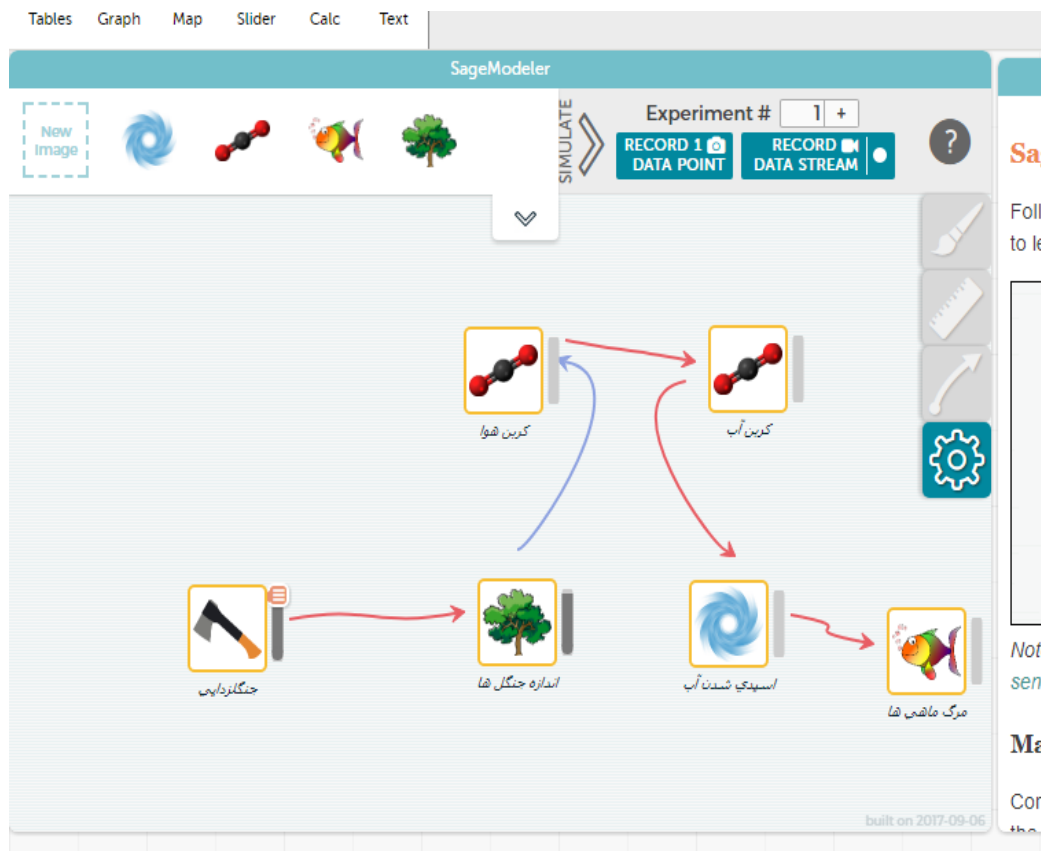 Tables Graph Map Slider Calc Text
SageModeler
New
Image
SIMULATE
Experiment # 1 +
RECORD 1
DATA POINT
RECORD
DATA STREAM
?
Sa
Foll
to le
کربن هوا
کربن آب
جنگلزدایی
اندازه جنگل ها
اسيدي شدن آب
مرگ ماهی ها
Not
sen
Ma
Cor
built on 2017-09-06